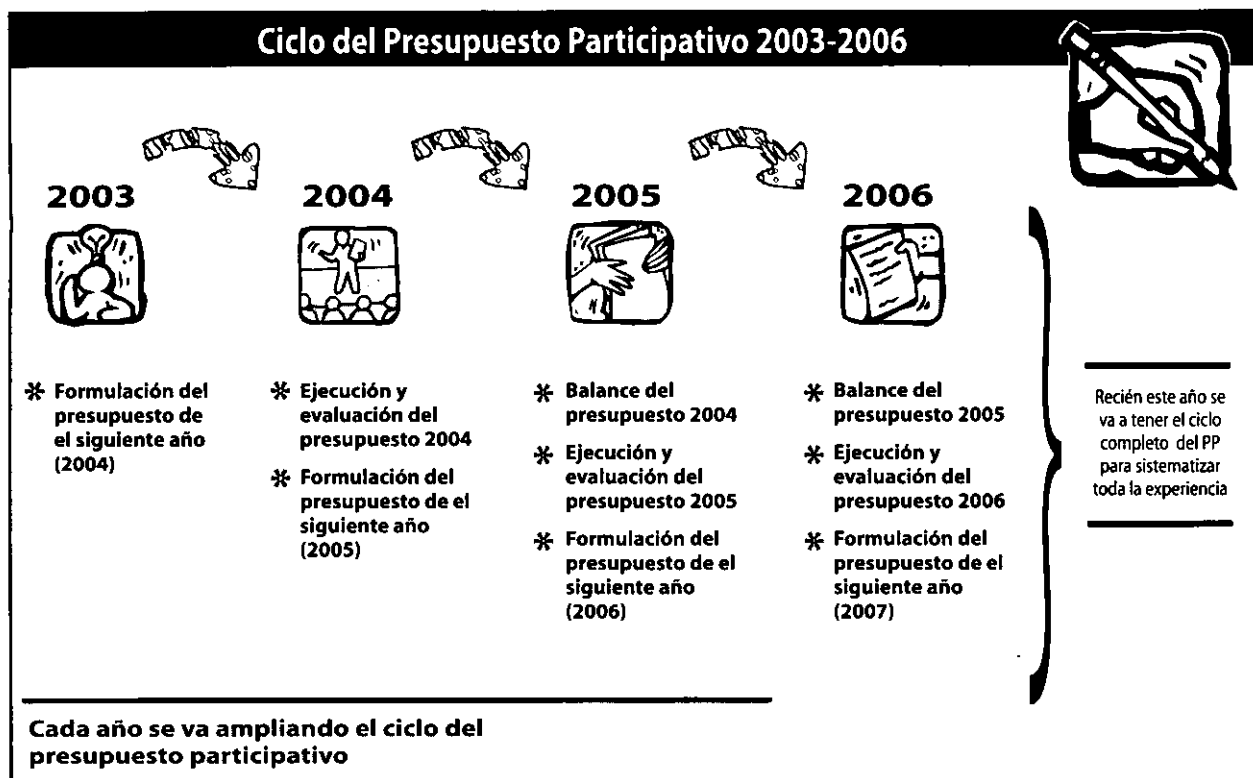 Ciclo del Presupuesto Participativo 2003-2006
2003
Formulación del
presupuesto de
el siguiente año
(2004)
2004
Ejecución y
evaluación del
presupuesto 2004
Formulación del
presupuesto de el
siguiente año
(2005)
2005
Balance del
presupuesto 2004
Ejecución y
evaluación del
presupuesto 2005
Formulación del
presupuesto de el
siguiente año
(2006)
2006
Balance del
presupuesto 2005
Ejecución y
evaluación del
presupuesto 2006
Formulación del
presupuesto de el
siguiente año
(2007)
Recién este año se
va a tener el ciclo
completo del PP
para sistematizar
toda la experiencia
Cada año se va ampliando el ciclo del
presupuesto participativo